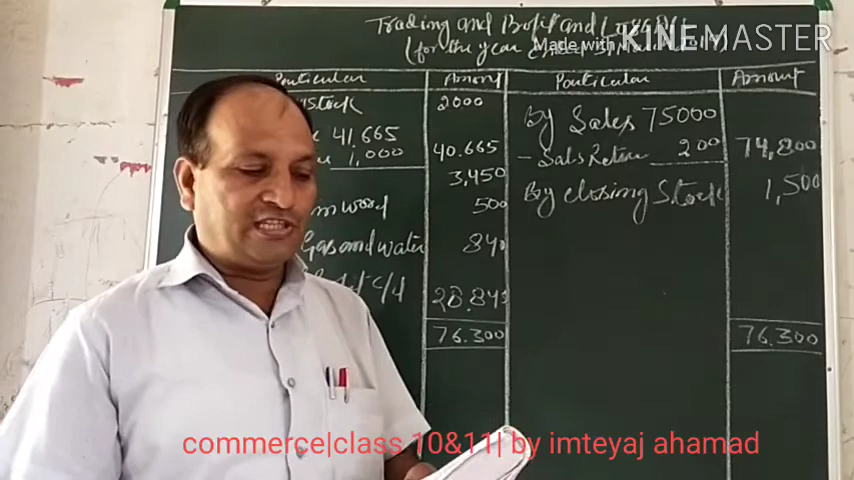 Trading and Profit and Loss A/c
Made with KINEMASTER
(for the year
Particular Amount Particular Amount
Stock 2000
By Sales 75000
41.665
1,000 40.665
- Sales Return 200 74,800
3,450
By closing Stock 1,500
wood 500
Gas and water 840
c/d 28.845
76.300 76.300
commerce|class 10&11| by imteyaj ahamad